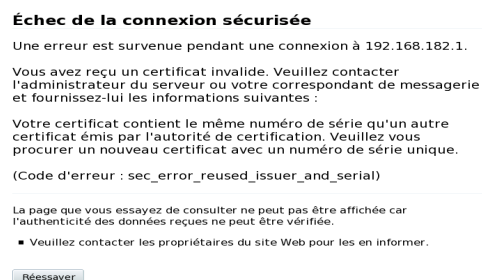 Échec de la connexion sécurisée
Une erreur est survenue pendant une connexion à 192.168.182.1.
Vous avez reçu un certificat invalide. Veuillez contacter
l'administrateur du serveur ou votre correspondant de messagerie
et fournissez-lui les informations suivantes :
Votre certificat contient le même numéro de série qu'un autre
certificat émis par l'autorité de certification. Veuillez vous
procurer un nouveau certificat avec un numéro de série unique.
(Code d'erreur : sec_error_reused_issuer_and_serial)
La page que vous essayez de consulter ne peut pas être affichée car
l'authenticité des données reçues ne peut être vérifiée.
▪ Veuillez contacter les propriétaires du site Web pour les en informer.
Réessayer